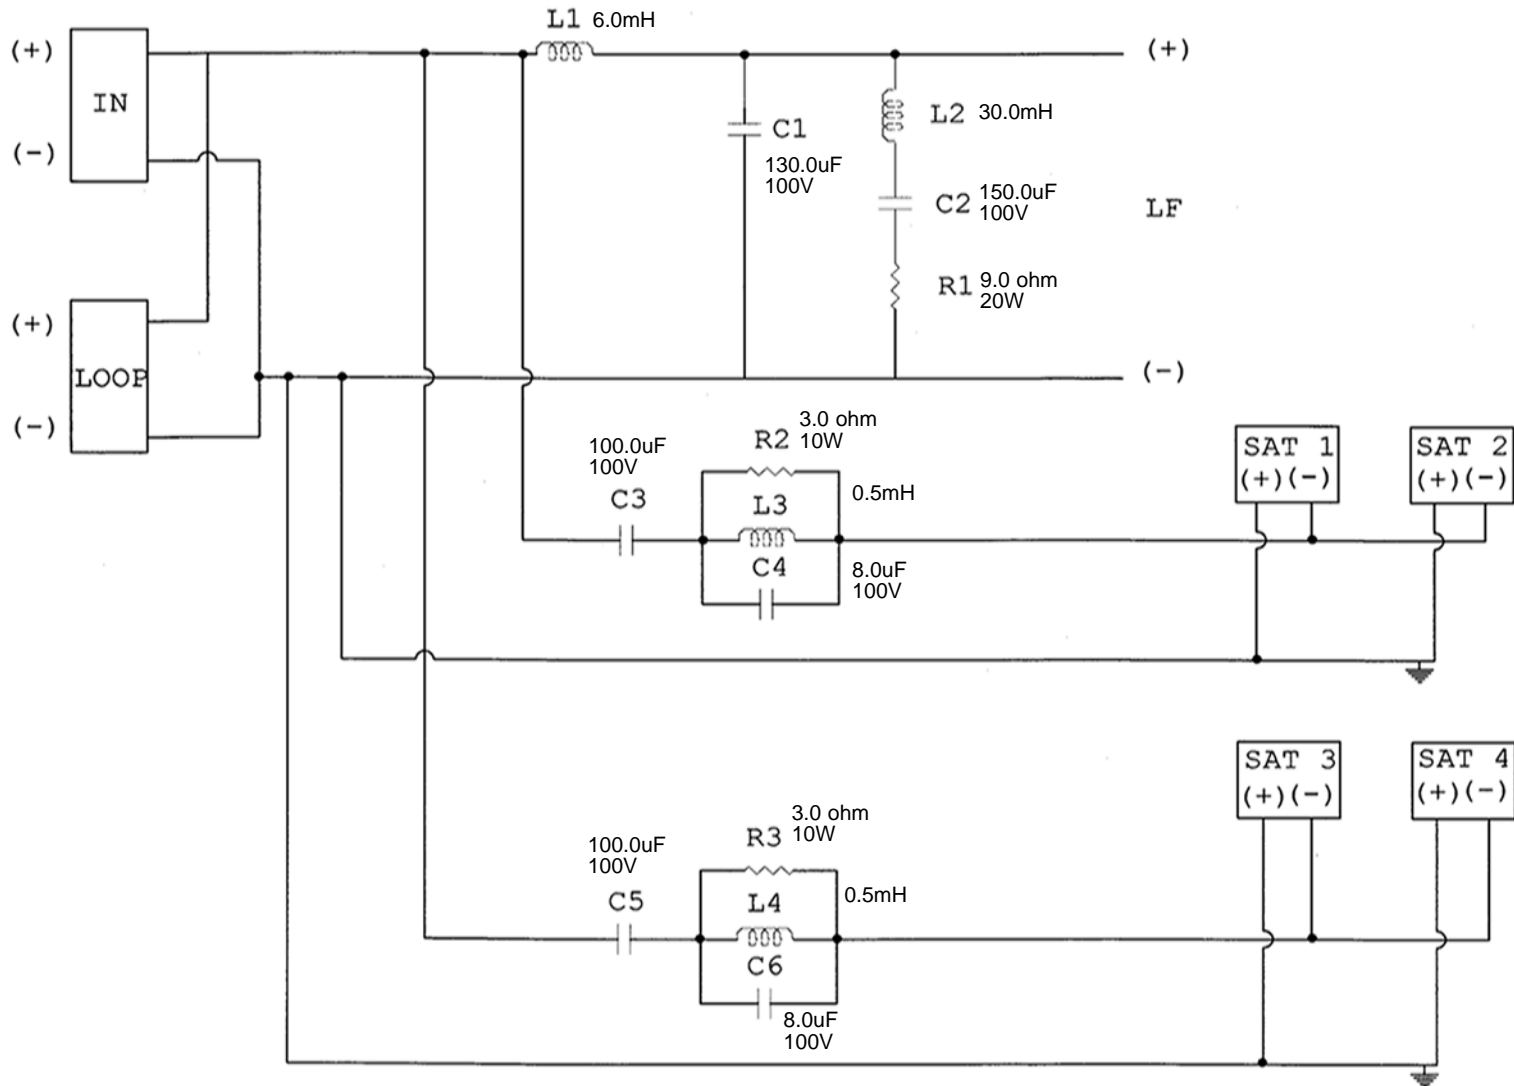 L1 6.0mH
(+)
IN
(-)
(+)
L2 30.0mH
C1
130.0uF
100V
C2 150.0uF
100V
LF
R1 9.0 ohm
20W
(+)
LOOP
(-)
(-)
3.0 ohm
R2 10W
100.0uF
100V
C3
0.5mH
L3
C4
8.0uF
100V
SAT 1
(+)(-)
SAT 2
(+)(-)
3.0 ohm
R3 10W
100.0uF
100V
C5
0.5mH
L4
C6
8.0uF
100V
SAT 3
(+)(-)
SAT 4
(+)(-)